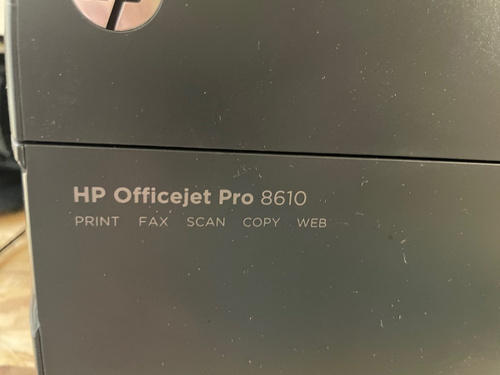 HP Officejet Pro 8610
PRINT FAX SCAN COPY WEB